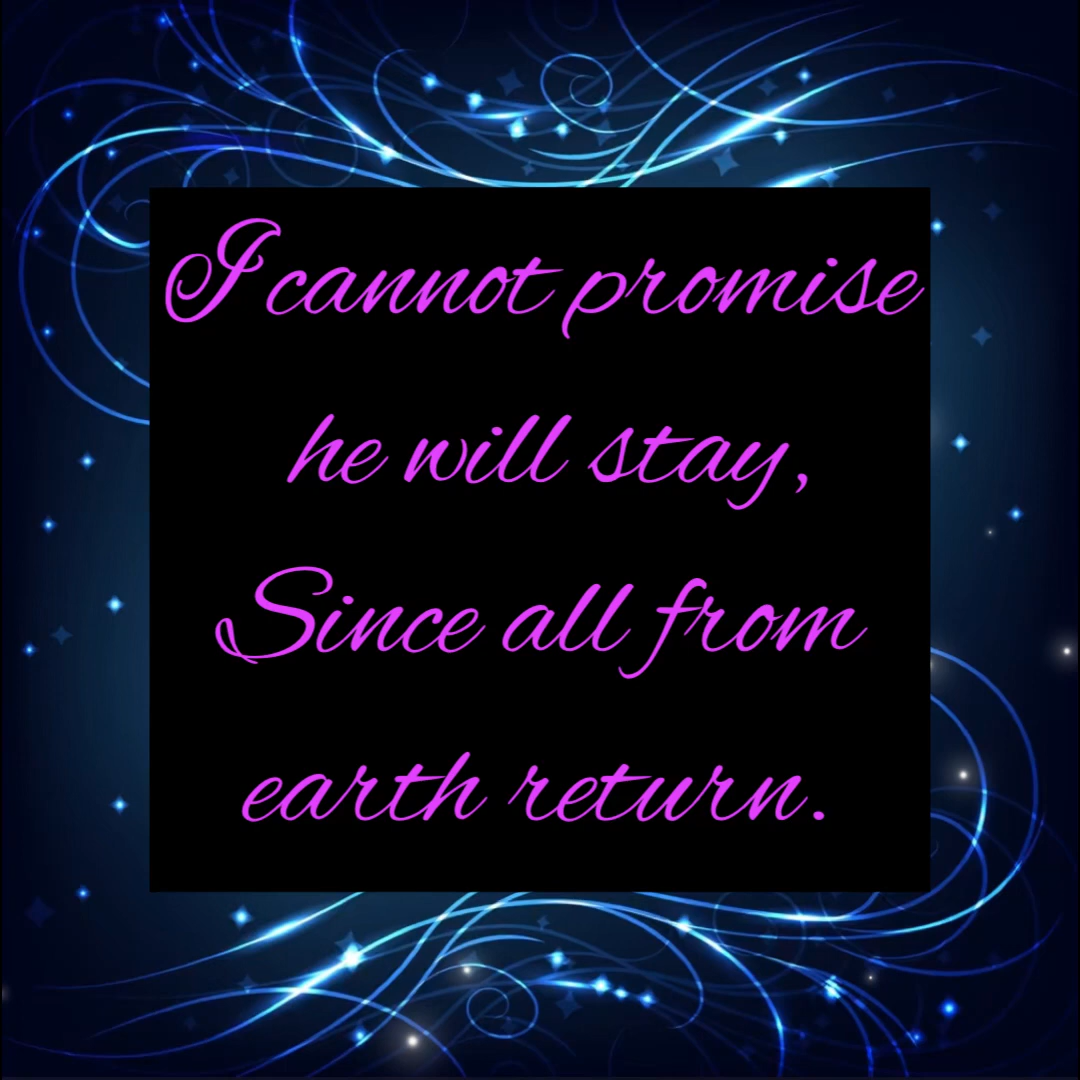 I cannot promise
he will stay,
Since all from
earth return.